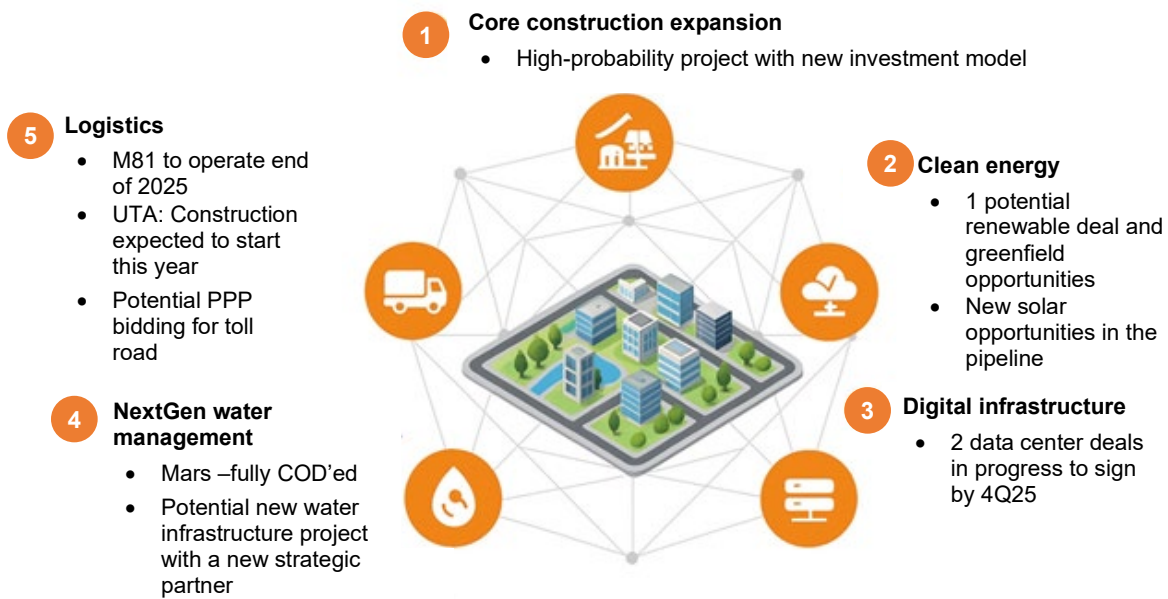 1
Core construction expansion
• High-probability project with new investment model
2
Clean energy
• 1 potential
renewable deal and
greenfield
opportunities
• New solar
opportunities in the
pipeline
3
Digital infrastructure
• 2 data center deals
in progress to sign
by 4Q25
4
NextGen water
management
• Mars –fully COD’ed
• Potential new water
infrastructure project
with a new strategic
partner
5
Logistics
• M81 to operate end
of 2025
• UTA: Construction
expected to start
this year
• Potential PPP
bidding for toll
road